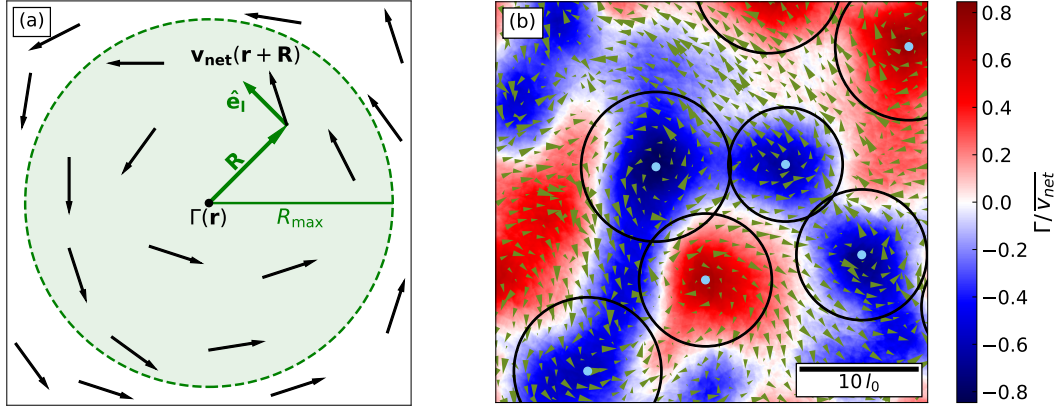 (a)
v_net(r + R)
ê_l
R
Γ(r)
R_max
(b)
10 l_0
0.8
0.6
0.4
0.2
0.0
−0.2
−0.4
−0.6
−0.8
Γ/v̅_n̅e̅t̅